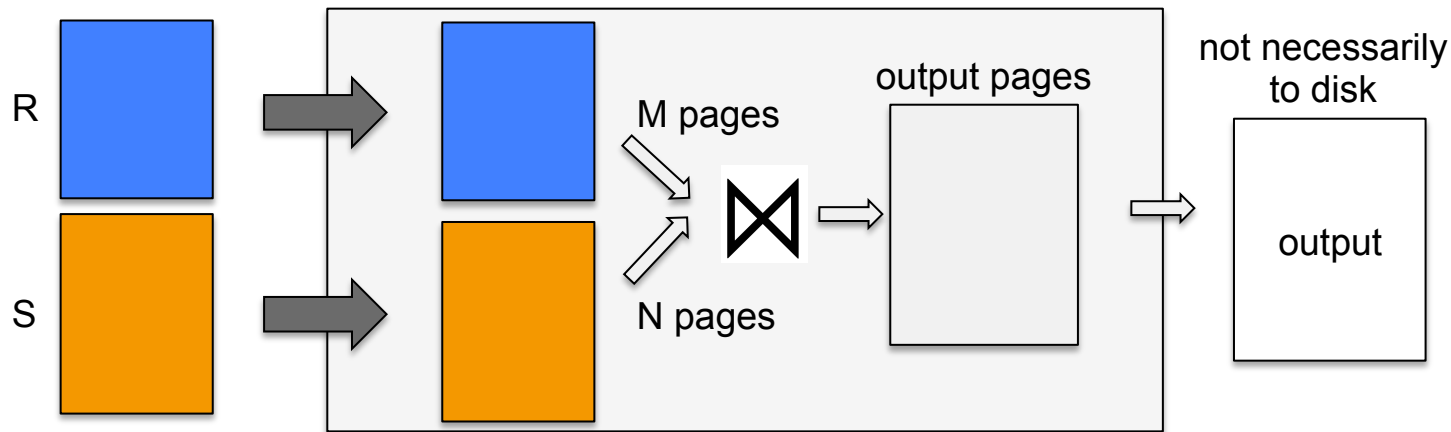 R
S
M pages
N pages
output pages
not necessarily
to disk
output